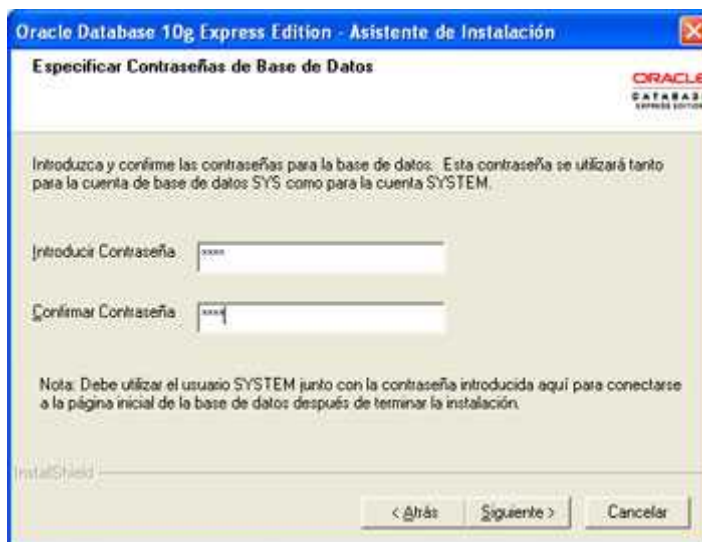 Oracle Database 10g Express Edition - Asistente de Instalación
Especificar Contraseñas de Base de Datos
ORACLE
DATABASE
EXPRESS EDITION
Introduzca y confirme las contraseñas para la base de datos. Esta contraseña se utilizará tanto
para la cuenta de base de datos SYS como para la cuenta SYSTEM.
Introducir Contraseña
****
Confirmar Contraseña
****
Nota: Debe utilizar el usuario SYSTEM junto con la contraseña introducida aquí para conectarse
a la página inicial de la base de datos después de terminar la instalación.
InstallShield
< Atrás
Siguiente >
Cancelar